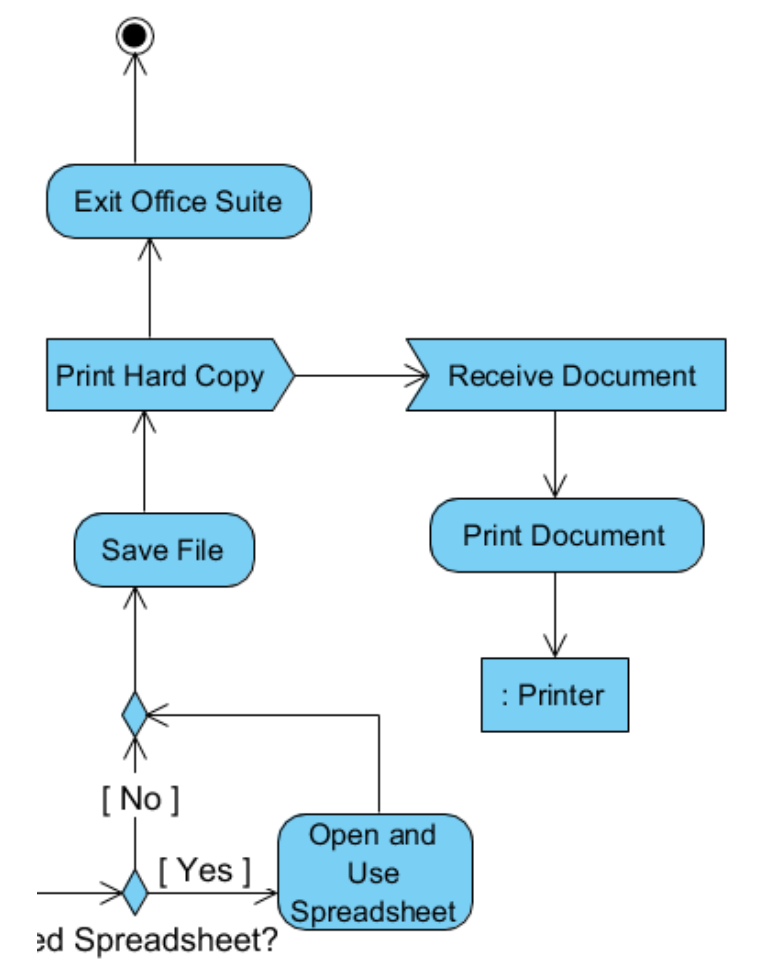 Exit Office Suite
Print Hard Copy
Receive Document
Save File
Print Document
: Printer
[ No ]
[ Yes ]
Open and
Use
Spreadsheet
ed Spreadsheet?